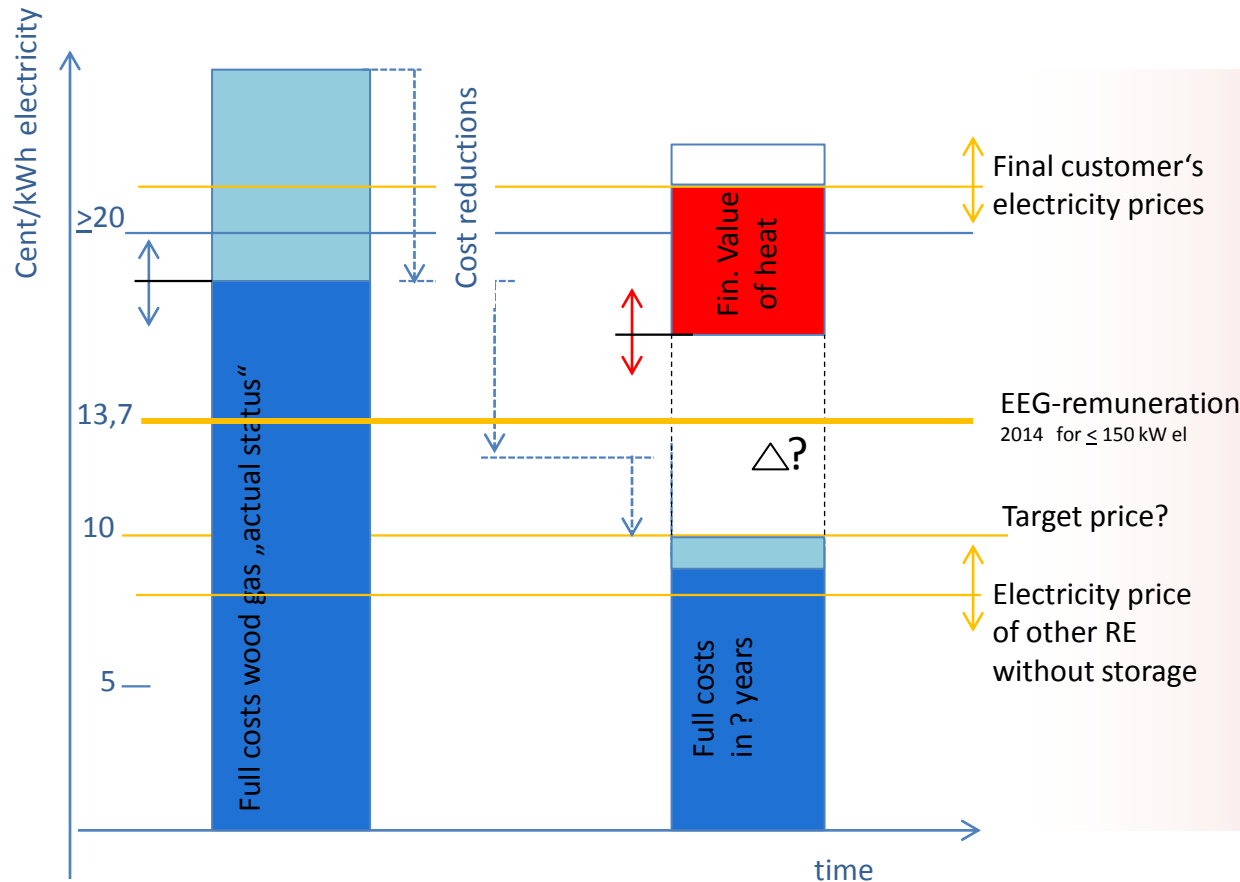 Cent/kWh electricity
≥20
13,7
10
5
Full costs wood gas „actual status“
Cost reductions
Fin. Value
of heat
△?
Full costs
in ? years
Final customer‘s
electricity prices
EEG-remuneration
2014 for ≤ 150 kW el
Target price?
Electricity price
of other RE
without storage
time